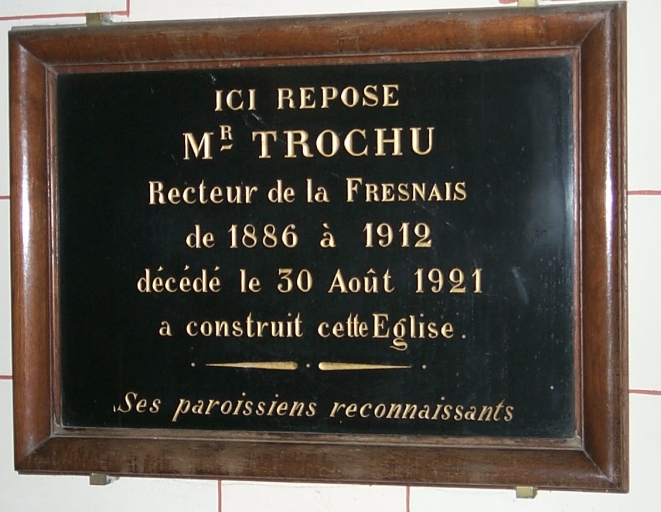 ICI REPOSE
MR TROCHU
Recteur de la FRESNAIS
de 1886 à 1912
décédé le 30 Août 1921
a construit cette Eglise.
Ses paroissiens reconnaissants